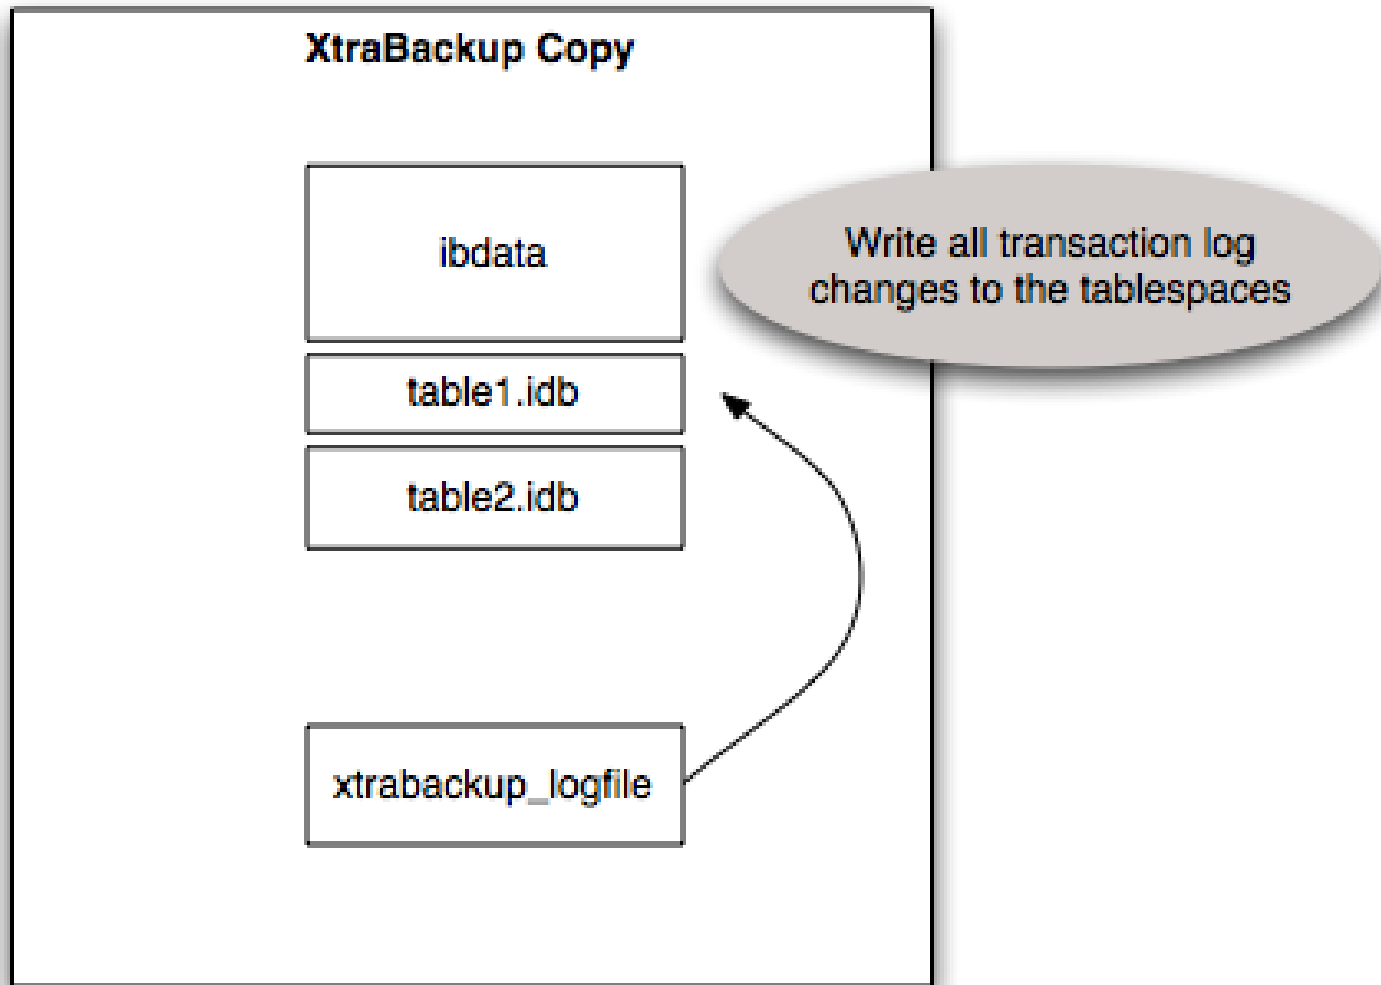 XtraBackup Copy
ibdata
Write all transaction log
changes to the tablespaces
table1.idb
table2.idb
xtrabackup_logfile